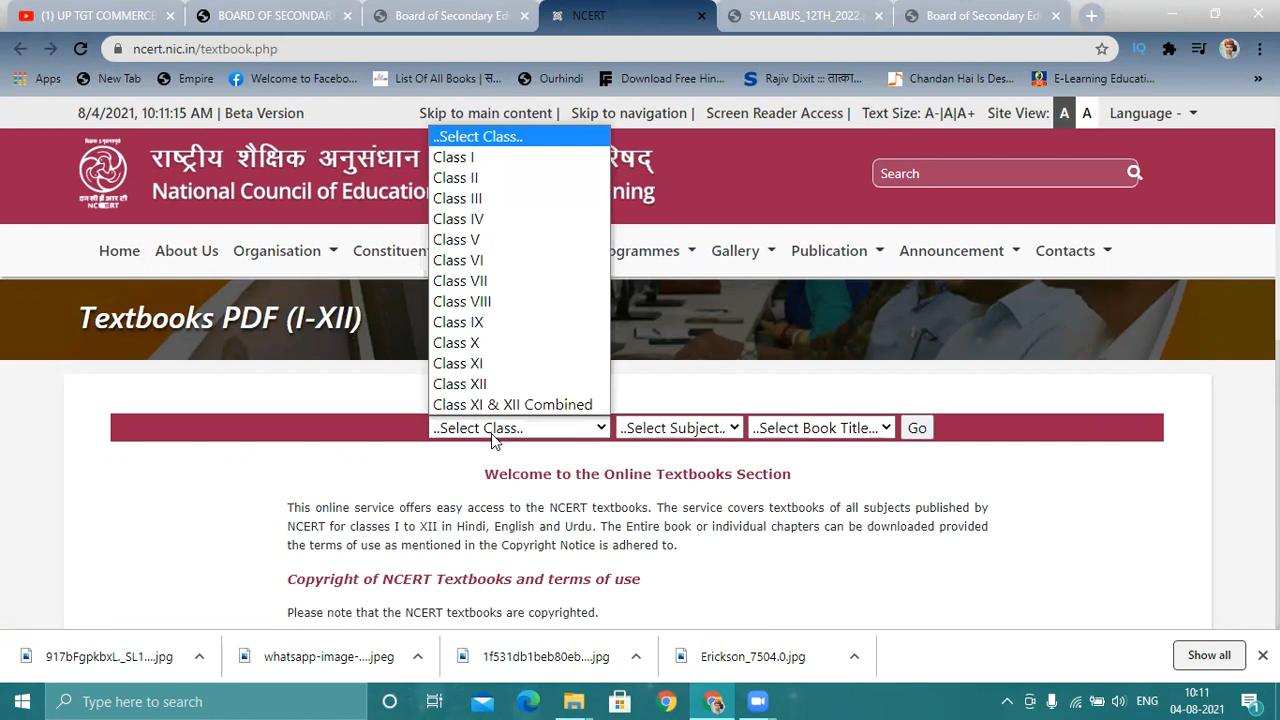 (1) UP TGT COMMERCE
BOARD OF SECONDAR
Board of Secondary Ed
NCERT
SYLLABUS_12TH_2022.p
Board of Secondary Ed
ncert.nic.in/textbook.php
IQ
Apps
New Tab
Empire
Welcome to Facebo...
List Of All Books | स...
Ourhindi
Download Free Hin...
Rajiv Dixit ::: तात्का...
Chandan Hai Is Des...
E-Learning Educati...
»
8/4/2021, 10:11:15 AM | Beta Version
Skip to main content | Skip to navigation | Screen Reader Access | Text Size: A-|A|A+ Site View: A A Language -
राष्ट्रीय शैक्षिक अनुसंधान
रिषद्
National Council of Education
ning
NCERT
Search
Home
About Us
Organisation
Constituen
ogrammes
Gallery
Publication
Announcement
Contacts
Textbooks PDF (I-XII)
..Select Class..
Class I
Class II
Class III
Class IV
Class V
Class VI
Class VII
Class VIII
Class IX
Class X
Class XI
Class XII
Class XI & XII Combined
..Select Class..
..Select Subject..
..Select Book Title...
Go
Welcome to the Online Textbooks Section
This online service offers easy access to the NCERT textbooks. The service covers textbooks of all subjects published by
NCERT for classes I to XII in Hindi, English and Urdu. The Entire book or individual chapters can be downloaded provided
the terms of use as mentioned in the Copyright Notice is adhered to.
Copyright of NCERT Textbooks and terms of use
Please note that the NCERT textbooks are copyrighted.
917bFgpkbxL._SL1....jpg
whatsapp-image-....jpeg
1f531db1beb80eb....jpg
Erickson_7504.0.jpg
Show all
Type here to search
ENG
10:11
04-08-2021
1